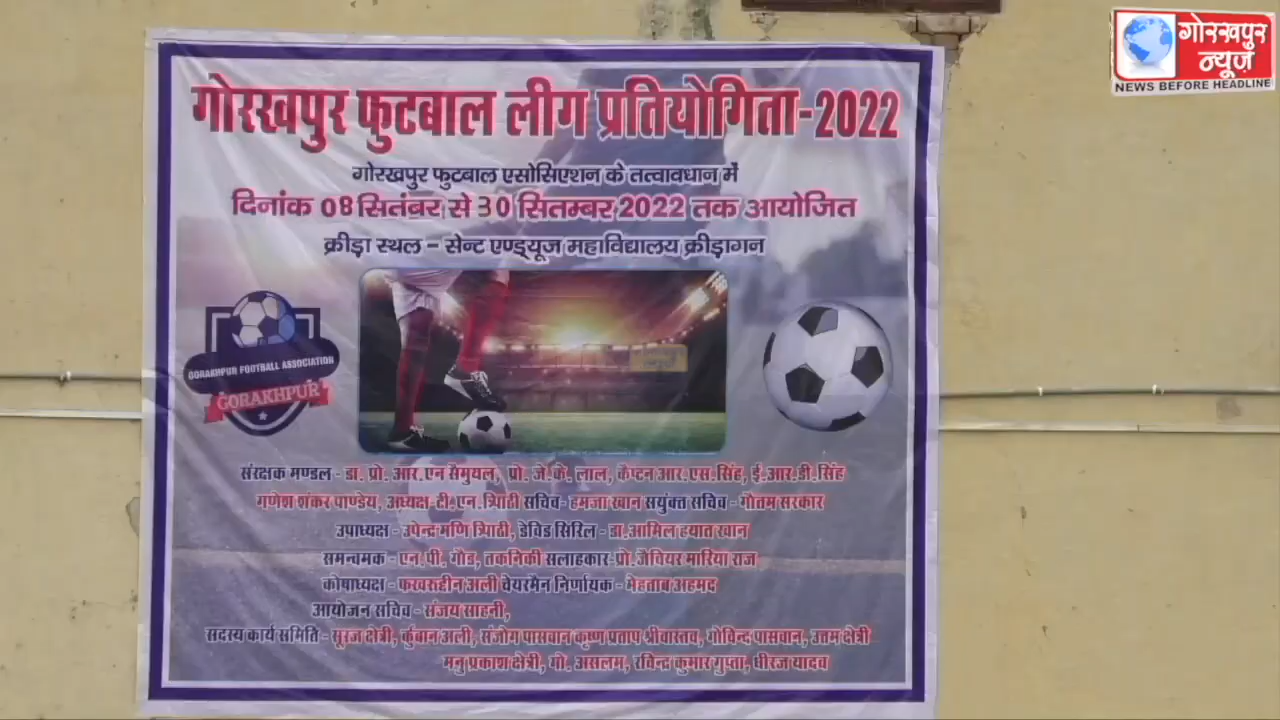 गोरखपुर
न्यूज़
NEWS BEFORE HEADLINE
गोरखपुर फुटबाल लीग प्रतियोगिता-2022
गोरखपुर फुटबाल एसोसिएशन के तत्वावधान में
दिनांक 08 सितंबर से 30 सितम्बर 2022 तक आयोजित
क्रीड़ा स्थल - सेन्ट एण्ड्रयूज महाविद्यालय क्रीड़ागन
GORAKHPUR FOOTBALL ASSOCIATION
GORAKHPUR
संरक्षक मण्डल - डा. प्रो. आर.एन सैमुयल, प्रो. जे.के. लाल, कैप्टन आर.एस.सिंह, ई.आर.डी.सिंह
गणेश शंकर पाण्डेय, अध्यक्ष-टी.एन.त्रिपाठी सचिव- हमजा खान सयुंक्त सचिव - गौतम सरकार
उपाध्यक्ष - उपेन्द्र मणि त्रिपाठी, डेविड सिरिल - डा.आमिल हयात खान
समन्वमक - एन.पी. गौड, तकनिकी सलाहकार-प्रो. जैवियर मारिया राज
कोषाध्यक्ष - फखरुद्दीन अली चेयरमैन निर्णायक - मेहताब अहमद
आयोजन सचिव - संजय साहनी,
सदस्य कार्य समिति - सूरज क्षेत्री, कुंबान अली, संजोग पासवान कृष्ण प्रताप श्रीवास्तव, गोविन्द पासवान, उत्तम क्षेत्री
मनु प्रकाश क्षेत्री, मो. असलम, रविन्द्र कुमार गुप्ता, धीरज यादव